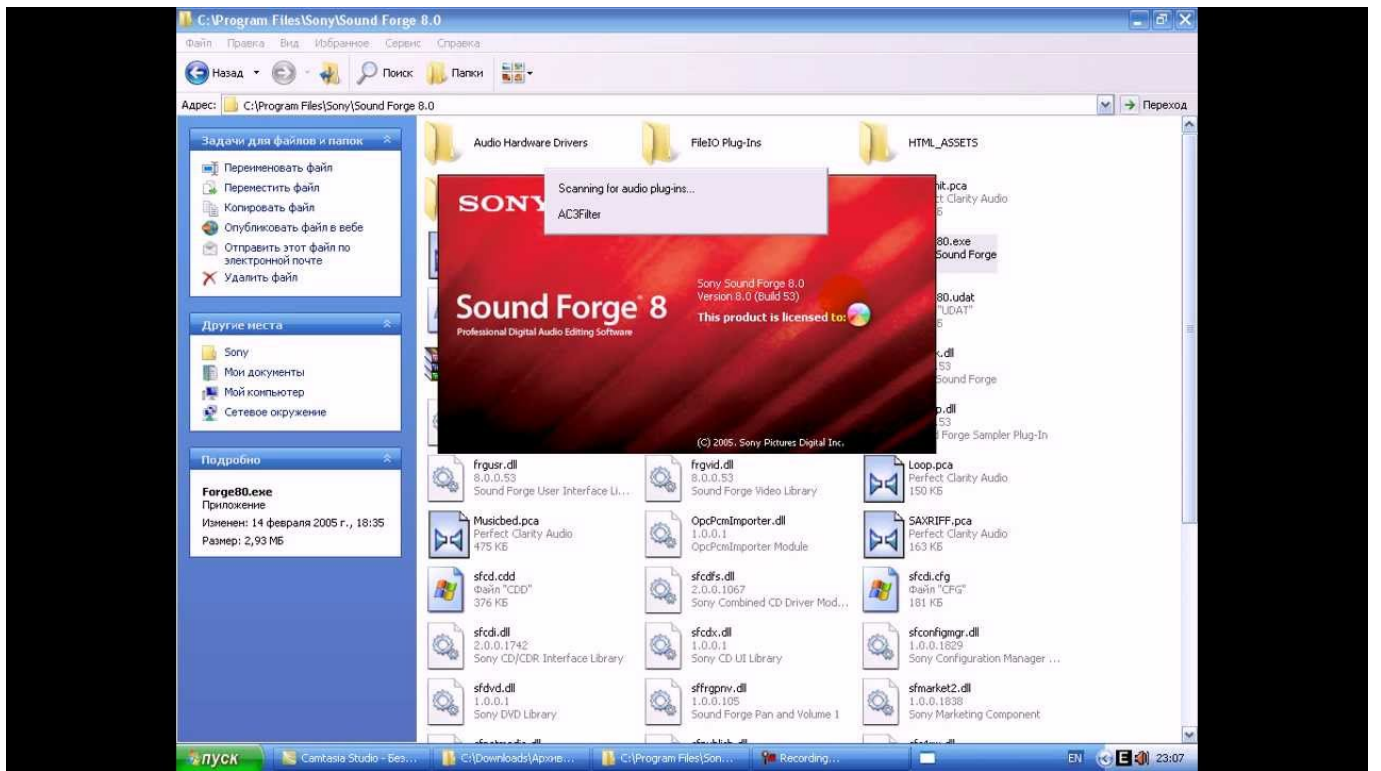 C:\Program Files\Sony\Sound Forge 8.0
Файл Правка Вид Избранное Сервис Справка
Назад Поиск Папки
Адрес: C:\Program Files\Sony\Sound Forge 8.0 Переход
Задачи для файлов и папок
Переименовать файл
Переместить файл
Копировать файл
Опубликовать файл в вебе
Отправить этот файл по
электронной почте
Удалить файл
Другие места
Sony
Мои документы
Мой компьютер
Сетевое окружение
Подробно
Forge80.exe
Приложение
Изменен: 14 февраля 2005 г., 18:35
Размер: 2,93 МБ
Audio Hardware Drivers FileIO Plug-Ins HTML_ASSETS
Scanning for audio plug-ins...
AC3Filter
SONY
Sound Forge 8
Professional Digital Audio Editing Software
Sony Sound Forge 8.0
Version 8.0 (Build 53)
This product is licensed to:
(C) 2005. Sony Pictures Digital Inc.
it.pca
t Clarity Audio
80.exe
Sound Forge
80.udat
"UDAT"
.dll
53
Sound Forge
p.dll
53
Forge Sampler Plug-In
frgusr.dll
8.0.0.53
Sound Forge User Interface Li...
frgvid.dll
8.0.0.53
Sound Forge Video Library
Loop.pca
Perfect Clarity Audio
150 КБ
Musicbed.pca
Perfect Clarity Audio
475 КБ
OpcPcmImporter.dll
1.0.0.1
OpcPcmImporter Module
SAXRIFF.pca
Perfect Clarity Audio
163 КБ
sfcd.cdd
Файл "CDD"
376 КБ
sfcdfs.dll
2.0.0.1067
Sony Combined CD Driver Mod...
sfcdi.cfg
Файл "CFG"
181 КБ
sfcdi.dll
2.0.0.1742
Sony CD/CDR Interface Library
sfcdx.dll
1.0.0.1
Sony CD UI Library
sfconfigmgr.dll
1.0.0.1829
Sony Configuration Manager ...
sfdvd.dll
1.0.0.1
Sony DVD Library
sffrgpnv.dll
1.0.0.105
Sound Forge Pan and Volume 1
sfmarket2.dll
1.0.0.1838
Sony Marketing Component
пуск Camtasia Studio - Без... C:\Downloads\Архив... C:\Program Files\Son... Recording... EN 23:07